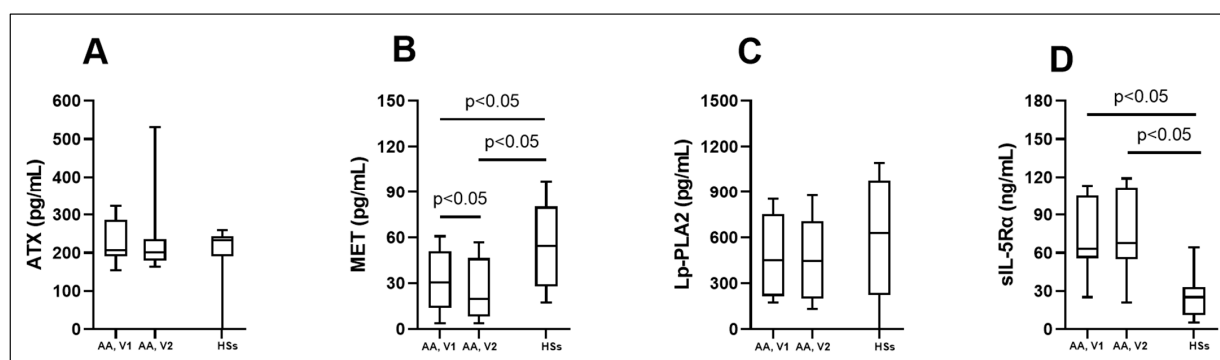 A
ATX (pg/mL)
600
500
400
300
200
100
0
AA, V1 AA, V2 HSs
B
MET (pg/mL)
150
120
90
60
30
0
p<0.05
p<0.05
p<0.05
AA, V1 AA, V2 HSs
C
Lp-PLA2 (pg/mL)
1500
1200
900
600
300
0
AA, V1 AA, V2 HSs
D
sIL-5Rα (ng/mL)
180
150
120
90
60
30
0
p<0.05
p<0.05
AA, V1 AA, V2 HSs